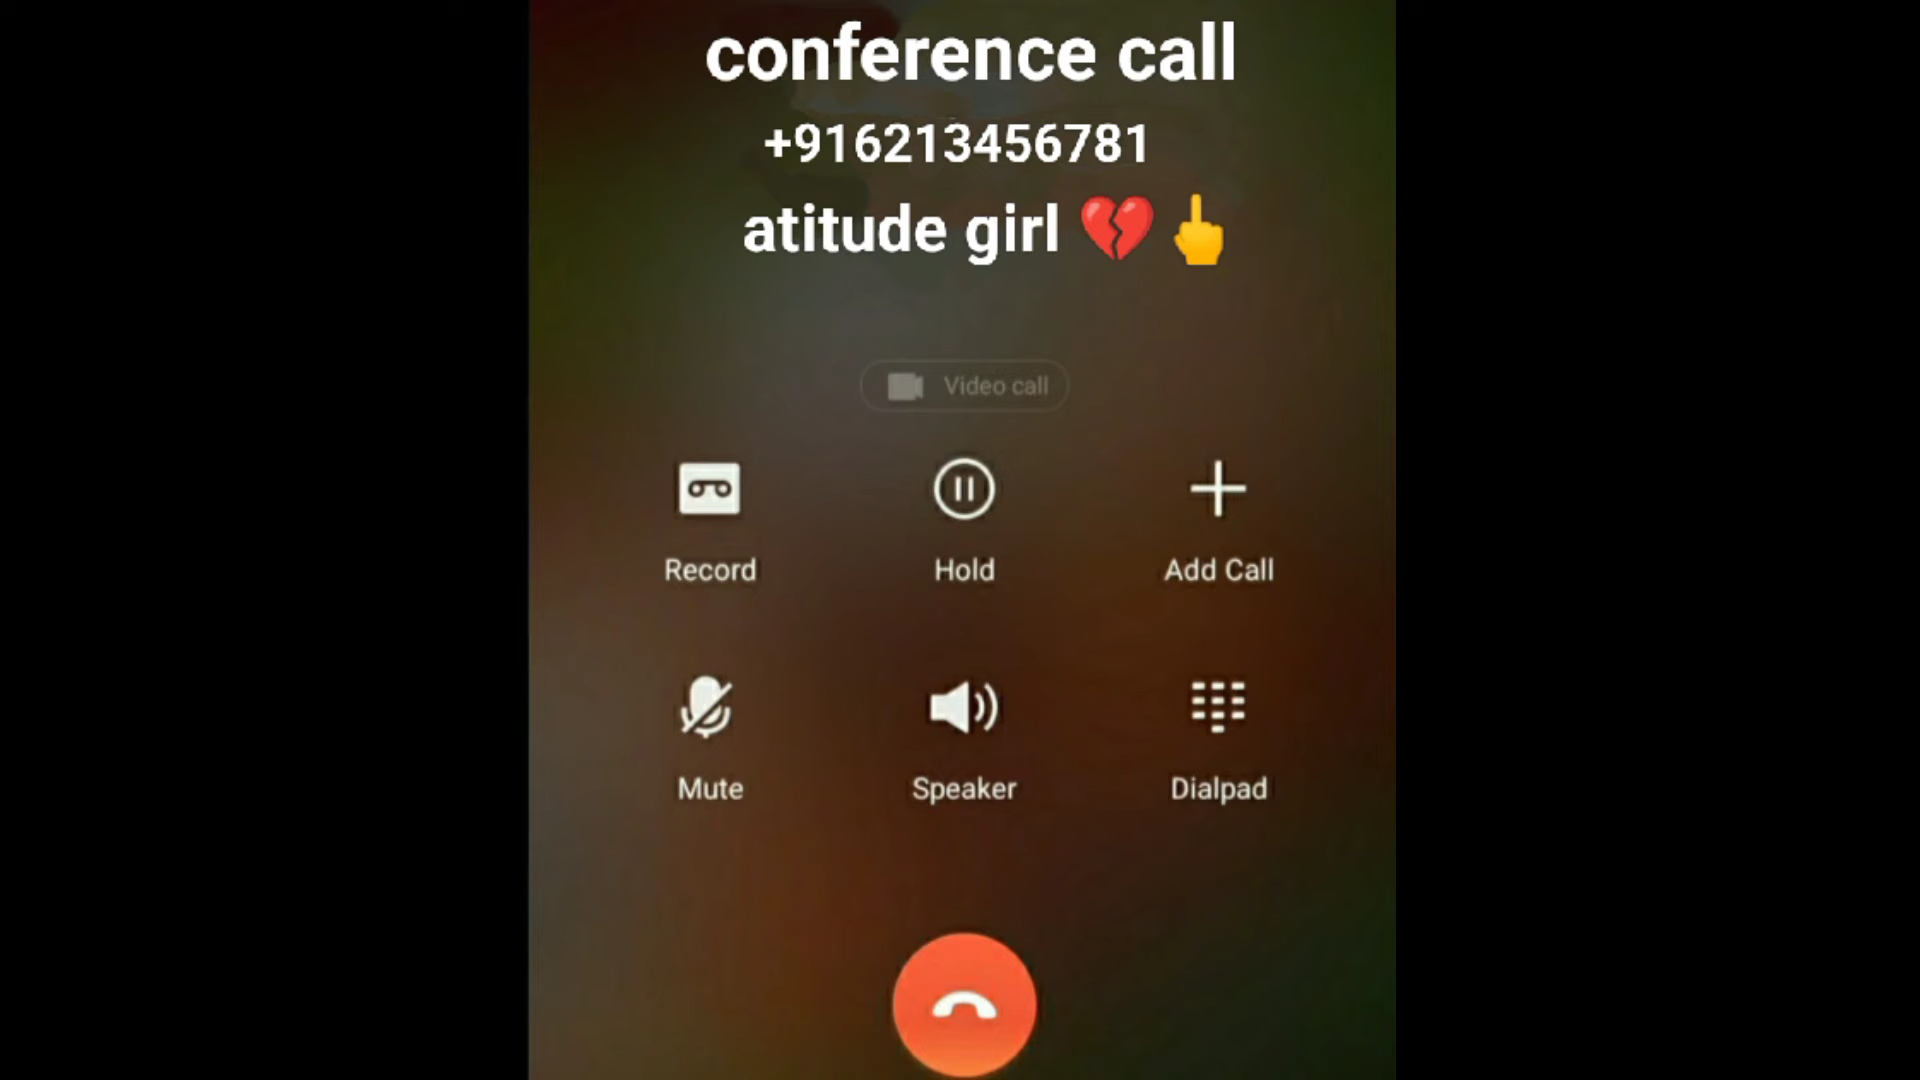 conference call
+916213456781
atitude girl 💔🖕
Video call
Record Hold Add Call
Mute Speaker Dialpad